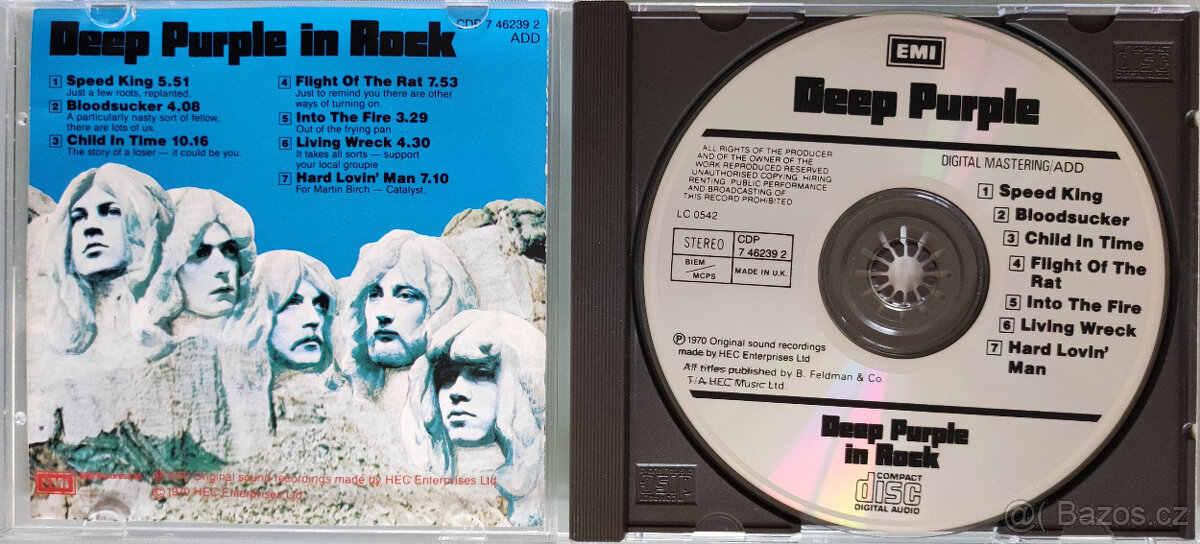 CDP 7 46239 2
ADD
Deep Purple in Rock
1 Speed King 5.51
Just a few roots, replanted.
2 Bloodsucker 4.08
A particularly nasty sort of fellow,
there are lots of us.
3 Child In Time 10.16
The story of a loser — it could be you.
4 Flight Of The Rat 7.53
Just to remind you there are other
ways of turning on.
5 Into The Fire 3.29
Out of the frying pan
6 Living Wreck 4.30
It takes all sorts — support
your local groupie
7 Hard Lovin' Man 7.10
For Martin Birch — Catalyst.
EMI
℗ 1970 Original sound recordings made by HEC Enterprises Ltd
© 1970 HEC Enterprises Ltd
EMI
Deep Purple
ALL RIGHTS OF THE PRODUCER
AND OF THE OWNER OF THE
WORK REPRODUCED RESERVED
UNAUTHORISED COPYING, HIRING
RENTING, PUBLIC PERFORMANCE
AND BROADCASTING OF
THIS RECORD PROHIBITED
LC 0542
STEREO
CDP
7 46239 2
BIEM
MCPS
MADE IN U.K.
DIGITAL MASTERING/ADD
1 Speed King
2 Bloodsucker
3 Child In Time
4 Flight Of The
Rat
5 Into The Fire
6 Living Wreck
7 Hard Lovin'
Man
℗ 1970 Original sound recordings
made by HEC Enterprises Ltd
All titles published by B. Feldman & Co.
T/A HEC Music Ltd.
Deep Purple
in Rock
COMPACT
disc
DIGITAL AUDIO
COMPACT
disc
DIGITAL AUDIO
COMPACT
disc
DIGITAL AUDIO
@( Bazos.cz